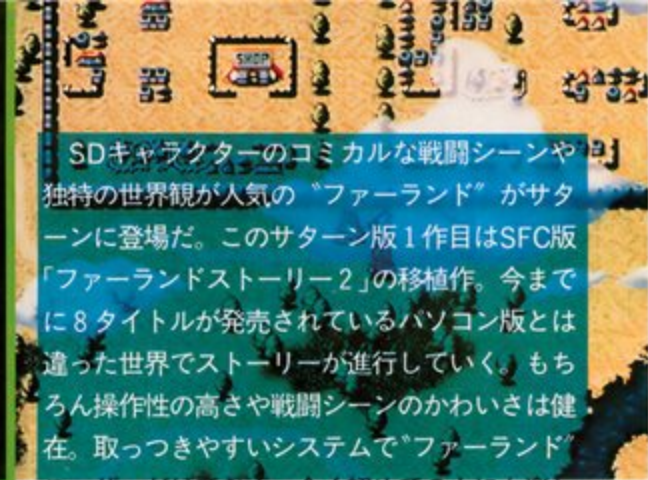 SHOP
SDキャラクターのコミカルな戦闘シーンや
独特の世界観が人気の〝ファーランド〟がサタ
ーンに登場だ。このサターン版1作目はSFC版
「ファーランドストーリー2」の移植作。今まで
に8タイトルが発売されているパソコン版とは
違った世界でストーリーが進行していく。もち
ろん操作性の高さや戦闘シーンのかわいさは健
在。取っつきやすいシステムで〝ファーランド〟